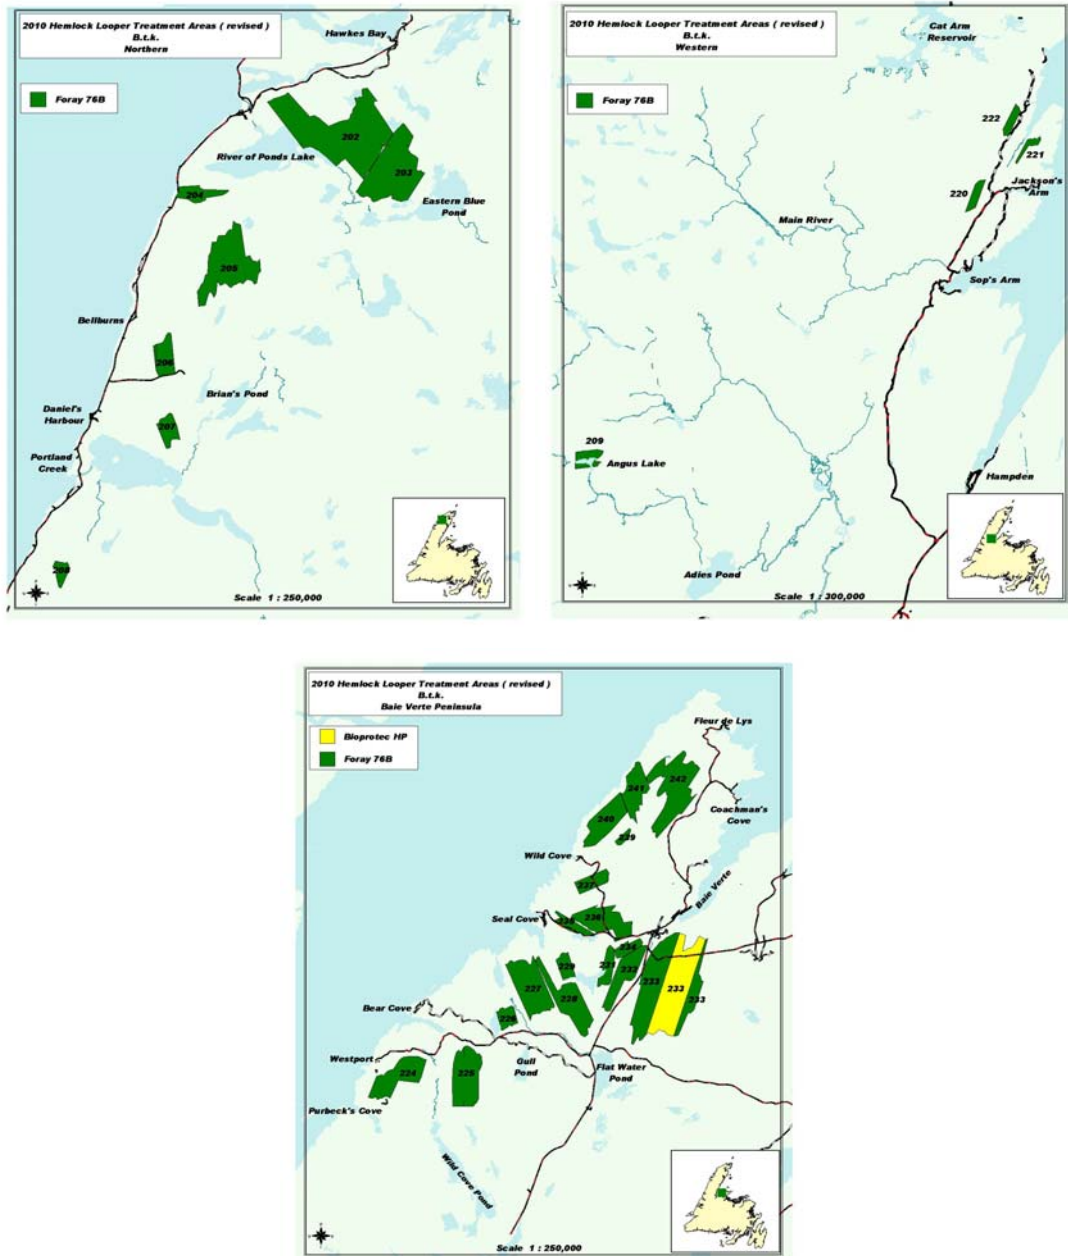 2010 Hemlock Looper Treatment Areas ( revised )
B.t.k.
Northern
Foray 76B
Hawkes Bay
202
River of Ponds Lake
203
204
Eastern Blue
Pond
205
Bellburns
206
Brian's Pond
Daniel's
Harbour
207
Portland
Creek
208
Scale 1 : 250,000
2010 Hemlock Looper Treatment Areas ( revised )
B.t.k.
Western
Foray 76B
Cat Arm
Reservoir
222
221
Jackson's
Arm
220
Main River
Sop's Arm
209
Angus Lake
Hampden
Adies Pond
Scale 1 : 300,000
2010 Hemlock Looper Treatment Areas ( revised )
B.t.k.
Baie Verte Peninsula
Bioprotec HP
Foray 76B
Fleur de Lys
242
241
Coachman's
Cove
240
239
Wild Cove
237
Baie Verte
Seal Cove
235
236
234
229
231
232
227
228
233
233
233
Bear Cove
226
Westport
Gull
Pond
Flat Water
Pond
224
225
Purbeck's Cove
Wild Cove Pond
Scale 1 : 250,000